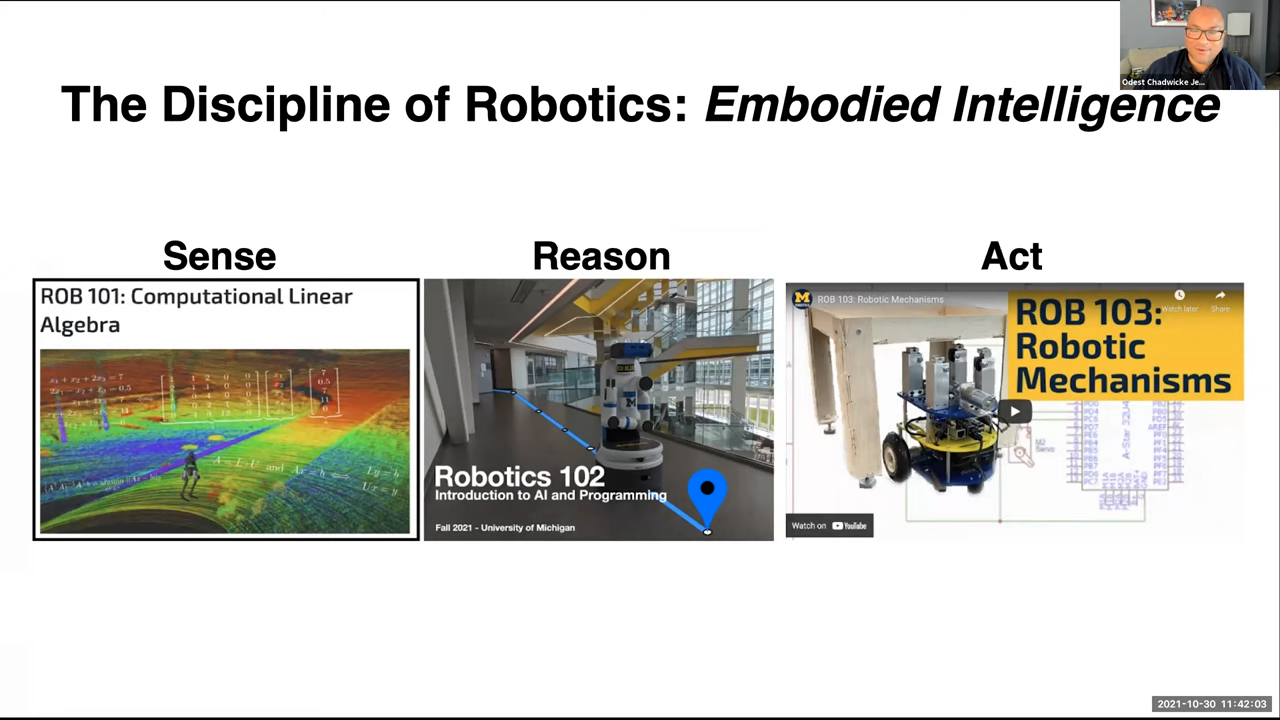 Odest Chadwicke Je...
The Discipline of Robotics: Embodied Intelligence
Sense
Reason
Act
ROB 101: Computational Linear
Algebra
Robotics 102
Introduction to AI and Programming
Fall 2021 - University of Michigan
ROB 103: Robotic Mechanisms
Watch later
Share
ROB 103:
Robotic
Mechanisms
A-Star 32U4
Watch on YouTube
2021-10-30 11:42:03